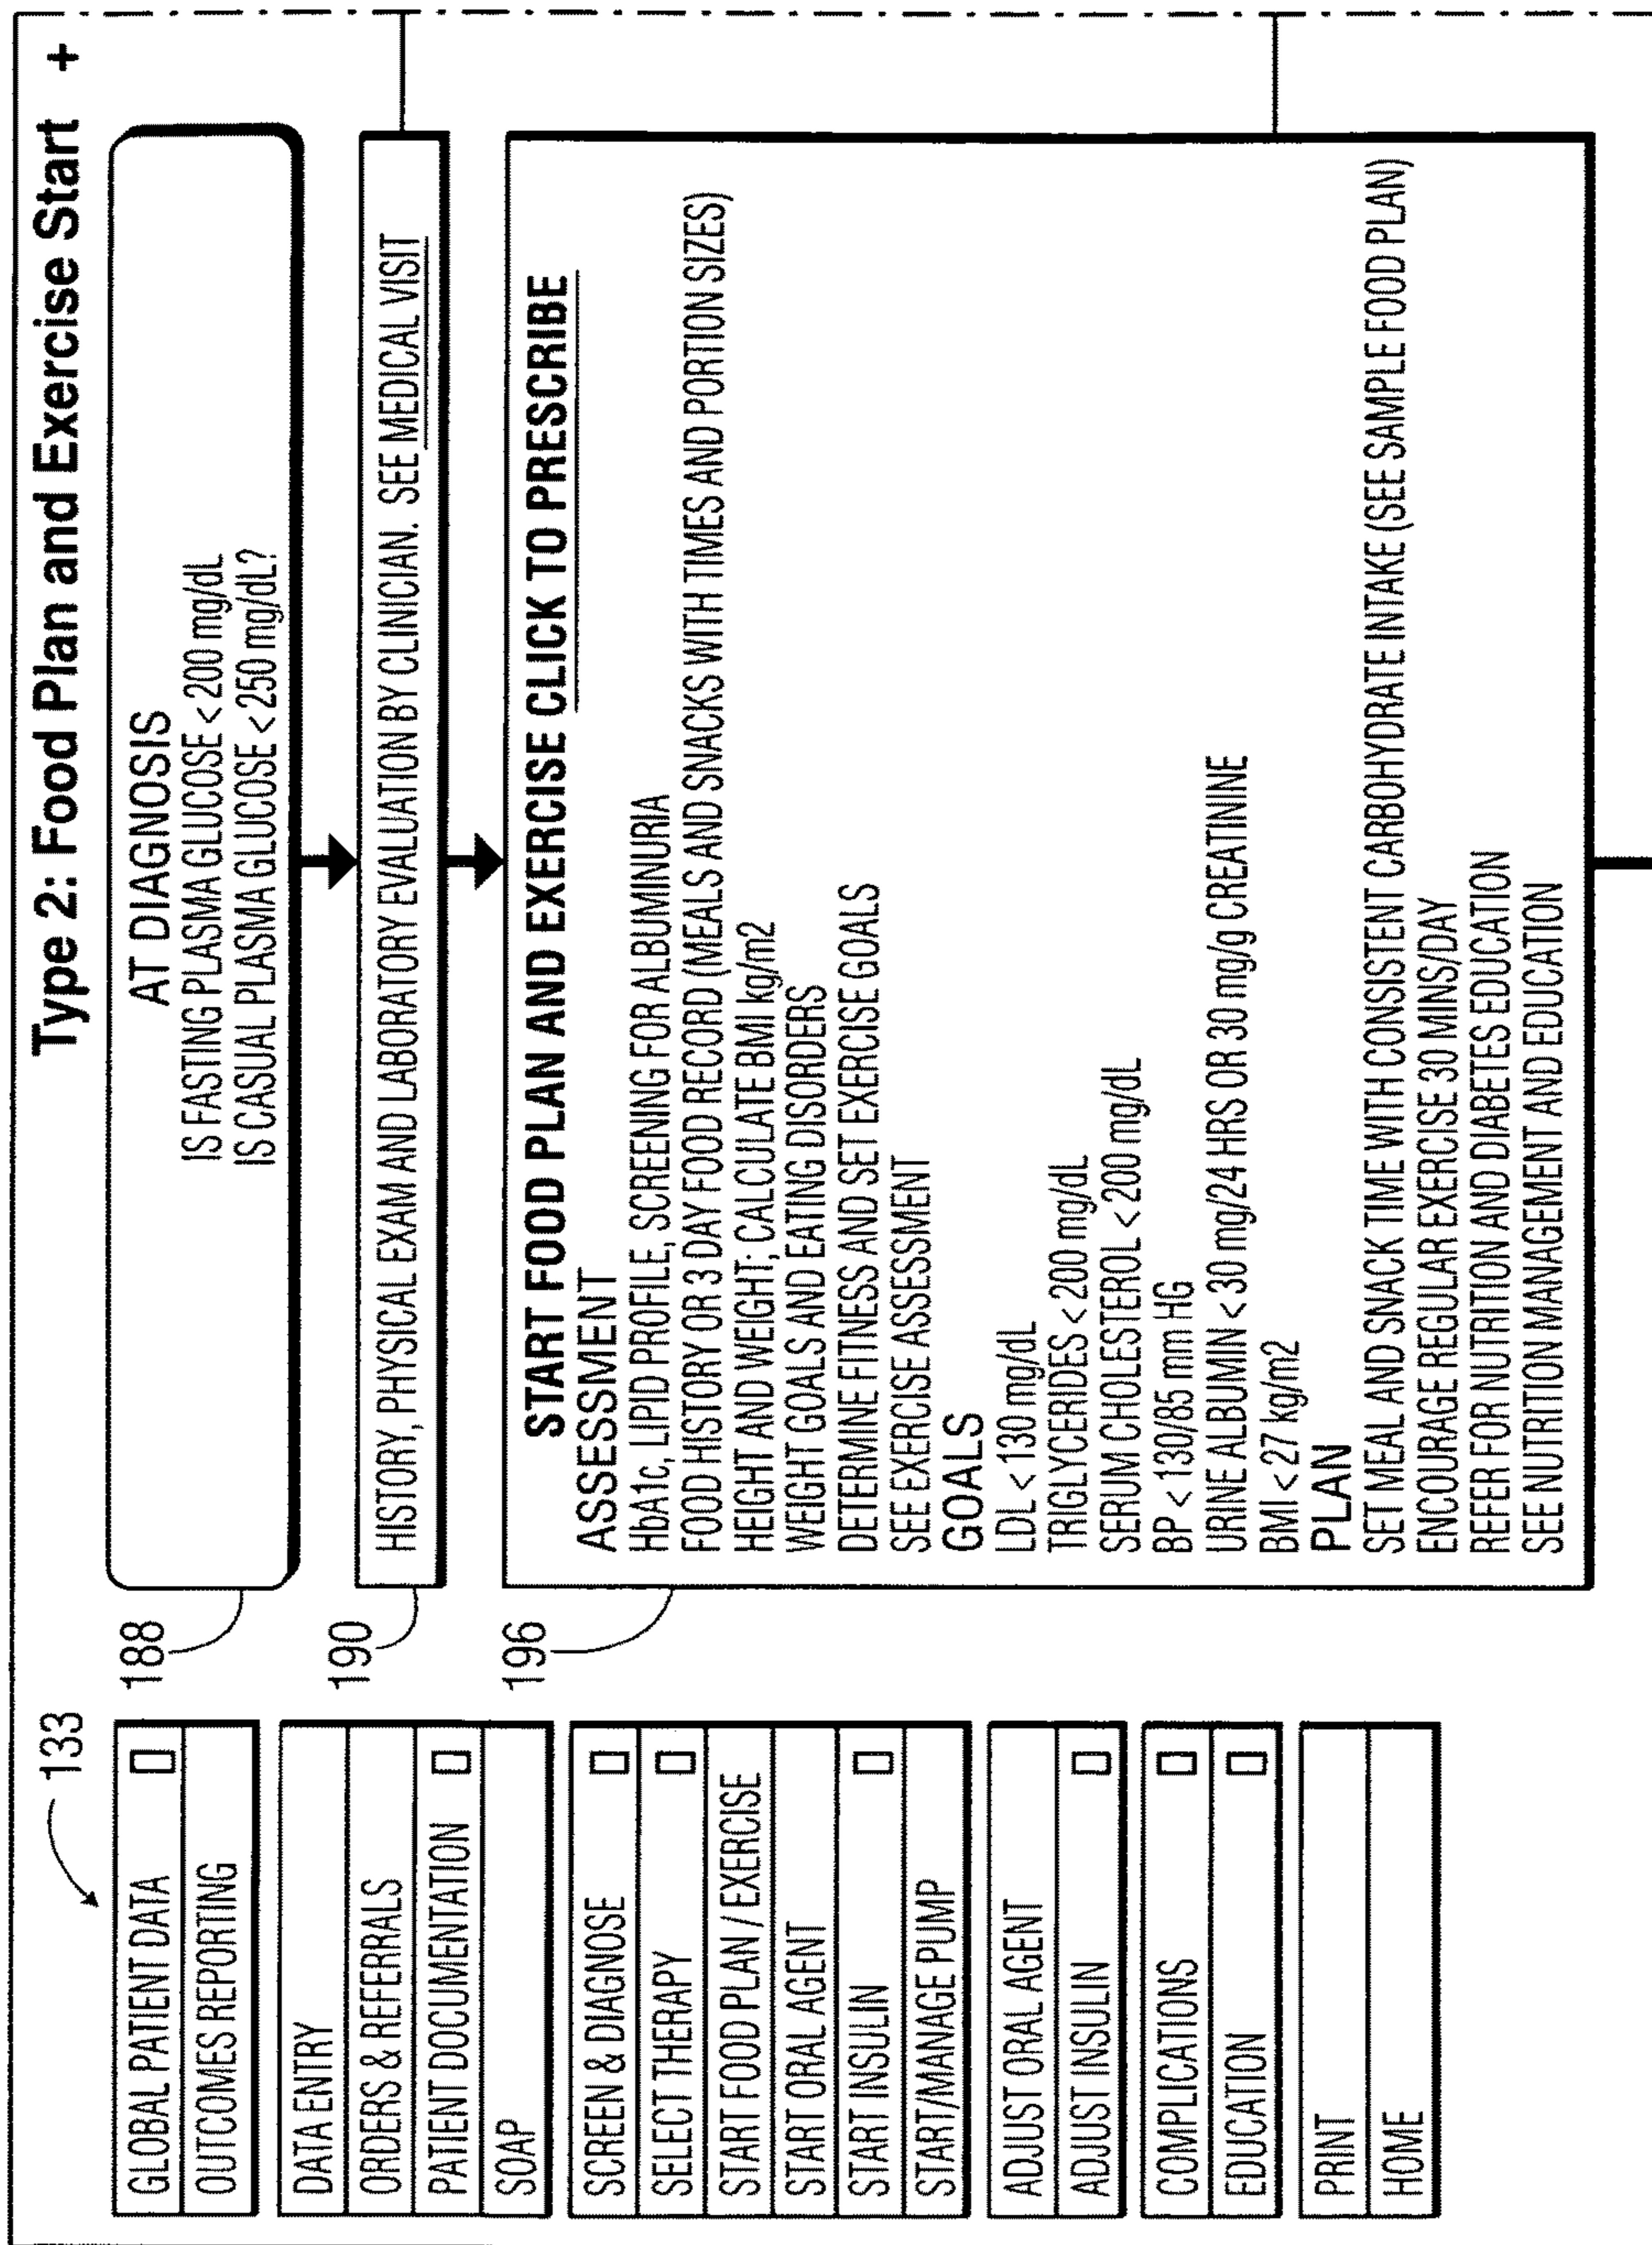 Type 2: Food Plan and Exercise Start +
133
GLOBAL PATIENT DATA
OUTCOMES REPORTING
DATA ENTRY
ORDERS & REFERRALS
PATIENT DOCUMENTATION
SOAP
SCREEN & DIAGNOSE
SELECT THERAPY
START FOOD PLAN / EXERCISE
START ORAL AGENT
START INSULIN
START/MANAGE PUMP
ADJUST ORAL AGENT
ADJUST INSULIN
COMPLICATIONS
EDUCATION
PRINT
HOME
188
AT DIAGNOSIS
IS FASTING PLASMA GLUCOSE < 200 mg/dL
IS CASUAL PLASMA GLUCOSE < 250 mg/dL?
190
HISTORY, PHYSICAL EXAM AND LABORATORY EVALUATION BY CLINICIAN. SEE MEDICAL VISIT
196
START FOOD PLAN AND EXERCISE CLICK TO PRESCRIBE
ASSESSMENT
HbA1c, LIPID PROFILE, SCREENING FOR ALBUMINURIA
FOOD HISTORY OR 3 DAY FOOD RECORD (MEALS AND SNACKS WITH TIMES AND PORTION SIZES)
HEIGHT AND WEIGHT; CALCULATE BMI kg/m2
WEIGHT GOALS AND EATING DISORDERS
DETERMINE FITNESS AND SET EXERCISE GOALS
SEE EXERCISE ASSESSMENT
GOALS
LDL < 130 mg/dL
TRIGLYCERIDES < 200 mg/dL
SERUM CHOLESTEROL < 200 mg/dL
BP < 130/85 mm HG
URINE ALBUMIN < 30 mg/24 HRS OR 30 mg/g CREATININE
BMI < 27 kg/m2
PLAN
SET MEAL AND SNACK TIME WITH CONSISTENT CARBOHYDRATE INTAKE (SEE SAMPLE FOOD PLAN)
ENCOURAGE REGULAR EXERCISE 30 MINS/DAY
REFER FOR NUTRITION AND DIABETES EDUCATION
SEE NUTRITION MANAGEMENT AND EDUCATION